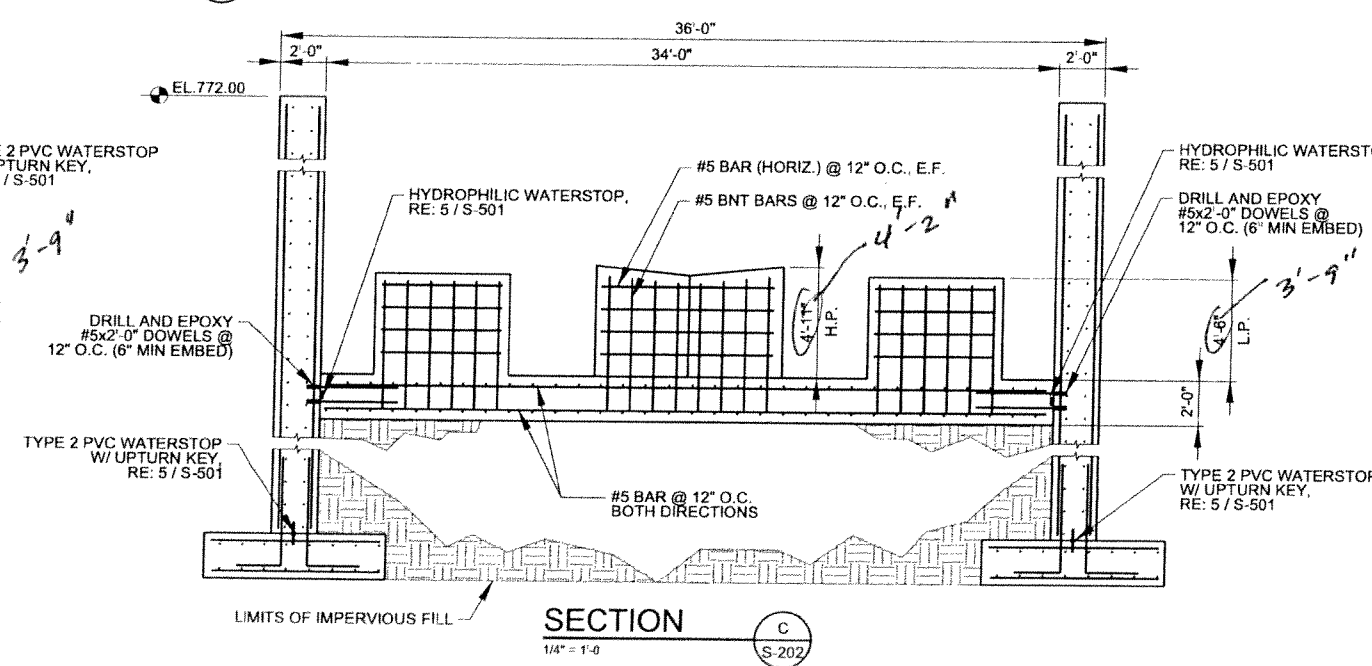 36'-0"
2'-0"
34'-0"
2'-0"
EL.772.00
E 2 PVC WATERSTOP
PTURN KEY,
/ S-501
3'-9"
HYDROPHILIC WATERSTOP,
RE: 5 / S-501
#5 BAR (HORIZ.) @ 12" O.C., E.F.
#5 BNT BARS @ 12" O.C., E.F.
4'-2"
4'-11"
H.P.
HYDROPHILIC WATERSTO
RE: 5 / S-501
DRILL AND EPOXY
#5x2'-0" DOWELS @
12" O.C. (6" MIN EMBED)
3'-9"
4'-6"
L.P.
2'-0"
DRILL AND EPOXY
#5x2'-0" DOWELS @
12" O.C. (6" MIN EMBED)
TYPE 2 PVC WATERSTOP
W/ UPTURN KEY,
RE: 5 / S-501
#5 BAR @ 12" O.C.
BOTH DIRECTIONS
TYPE 2 PVC WATERSTOP
W/ UPTURN KEY,
RE: 5 / S-501
LIMITS OF IMPERVIOUS FILL
SECTION
1/4" = 1'-0
C
S-202